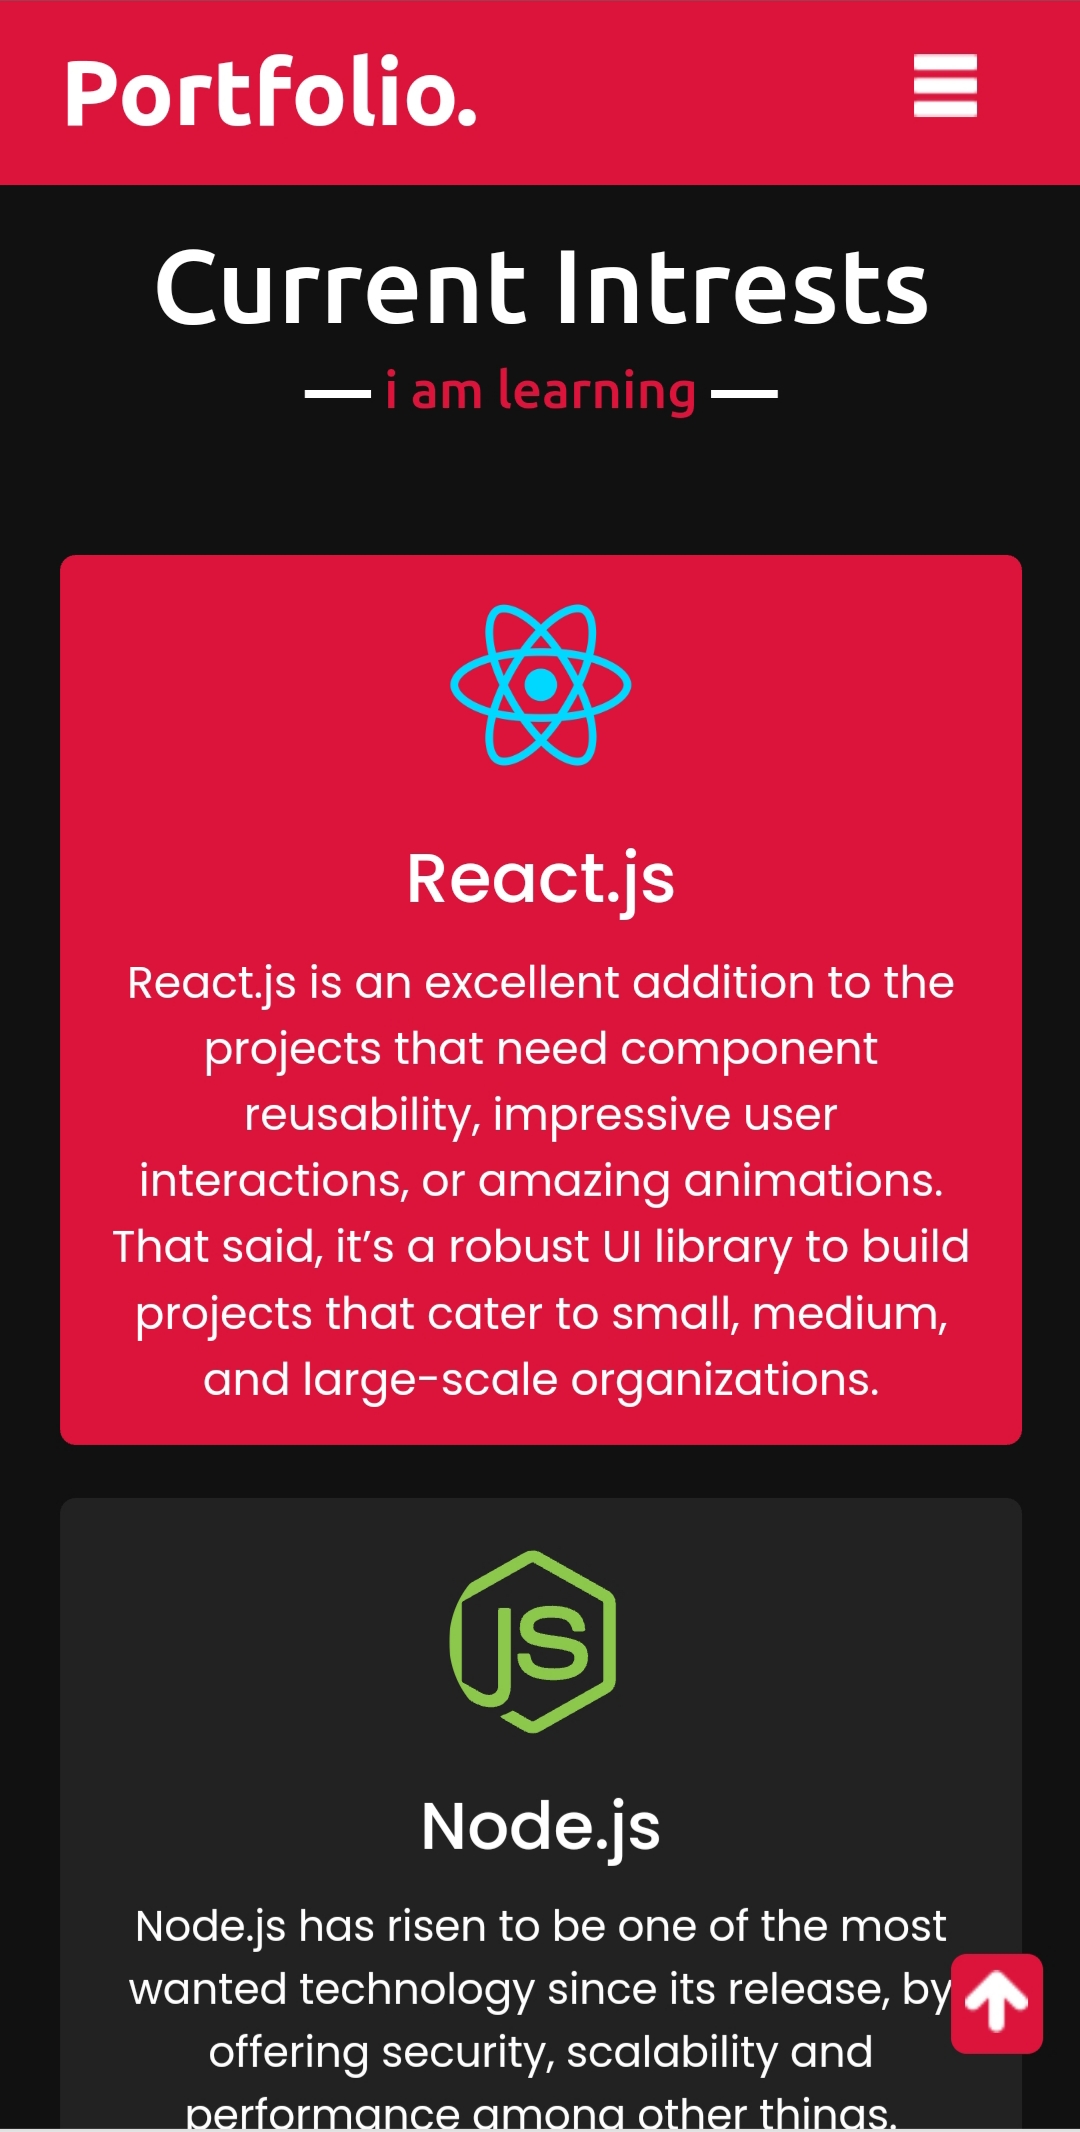 Portfolio.
Current Intrests
i am learning
React.js
React.js is an excellent addition to the
projects that need component
reusability, impressive user
interactions, or amazing animations.
That said, it’s a robust UI library to build
projects that cater to small, medium,
and large-scale organizations.
JS
Node.js
Node.js has risen to be one of the most
wanted technology since its release, by
offering security, scalability and
performance among other things.